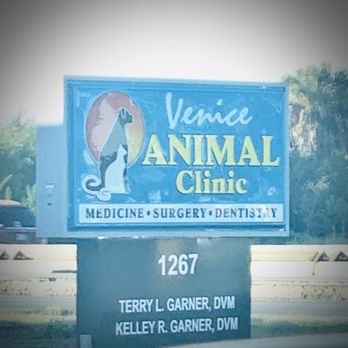 Venice
ANIMAL
Clinic
MEDICINE • SURGERY • DENTISTRY
1267
TERRY L. GARNER, DVM
KELLEY R. GARNER, DVM